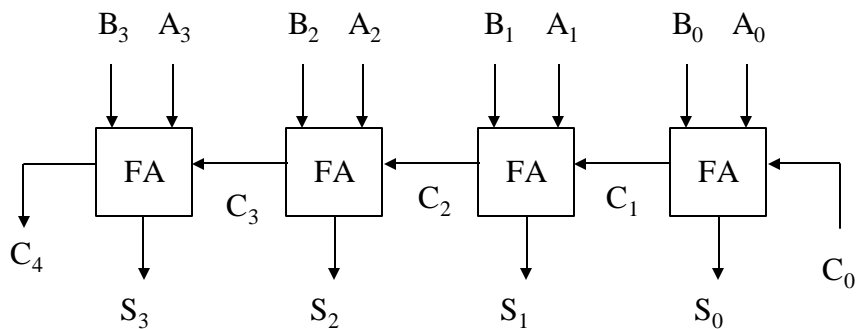 B₃ A₃ B₂ A₂ B₁ A₁ B₀ A₀
FA FA FA FA
C₃ C₂ C₁
C₄ C₀
S₃ S₂ S₁ S₀